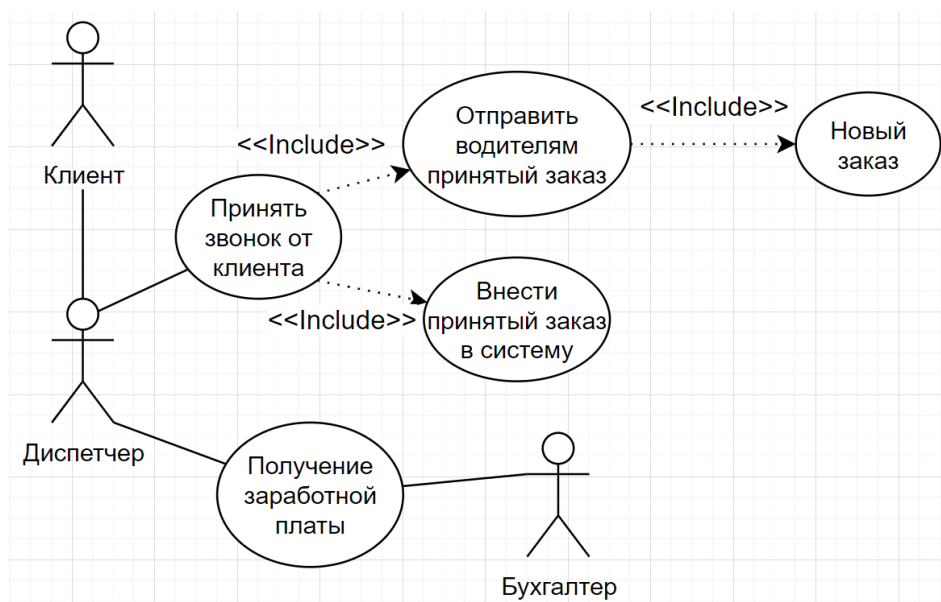 Клиент
<<Include>>
Отправить
водителям
принятый заказ
<<Include>>
Новый
заказ
Принять
звонок от
клиента
<<Include>>
Внести
принятый заказ
в систему
Диспетчер
Получение
заработной
платы
Бухгалтер